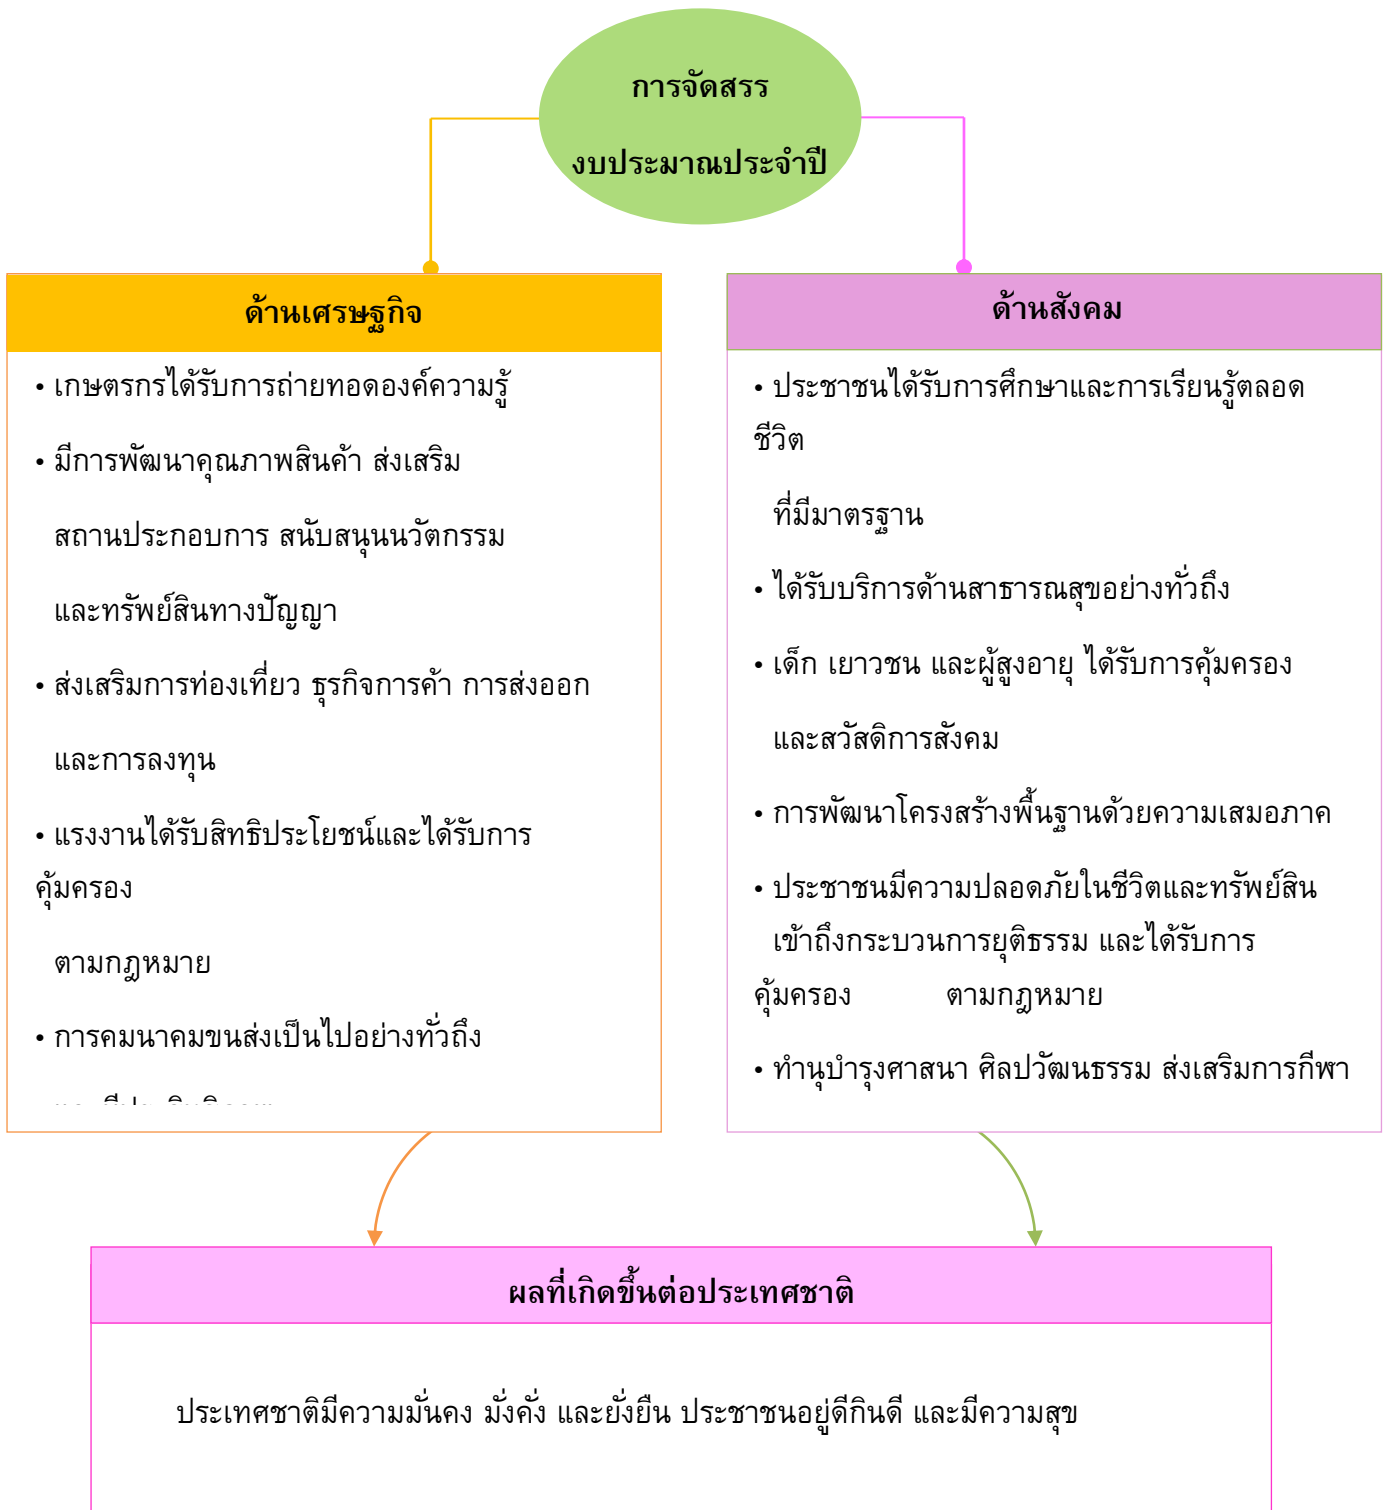 การจัดสรร
งบประมาณประจำปี
ด้านเศรษฐกิจ
• เกษตรกรได้รับการถ่ายทอดองค์ความรู้
• มีการพัฒนาคุณภาพสินค้า ส่งเสริม
สถานประกอบการ สนับสนุนนวัตกรรม
และทรัพย์สินทางปัญญา
• ส่งเสริมการท่องเที่ยว ธุรกิจการค้า การส่งออก
และการลงทุน
• แรงงานได้รับสิทธิประโยชน์และได้รับการ
คุ้มครอง
ตามกฎหมาย
• การคมนาคมขนส่งเป็นไปอย่างทั่วถึง
ด้านสังคม
• ประชาชนได้รับการศึกษาและการเรียนรู้ตลอด
ชีวิต
ที่มีมาตรฐาน
• ได้รับบริการด้านสาธารณสุขอย่างทั่วถึง
• เด็ก เยาวชน และผู้สูงอายุ ได้รับการคุ้มครอง
และสวัสดิการสังคม
• การพัฒนาโครงสร้างพื้นฐานด้วยความเสมอภาค
• ประชาชนมีความปลอดภัยในชีวิตและทรัพย์สิน
เข้าถึงกระบวนการยุติธรรม และได้รับการ
คุ้มครอง ตามกฎหมาย
• ทำนุบำรุงศาสนา ศิลปวัฒนธรรม ส่งเสริมการกีฬา
ผลที่เกิดขึ้นต่อประเทศชาติ
ประเทศชาติมีความมั่นคง มั่งคั่ง และยั่งยืน ประชาชนอยู่ดีกินดี และมีความสุข